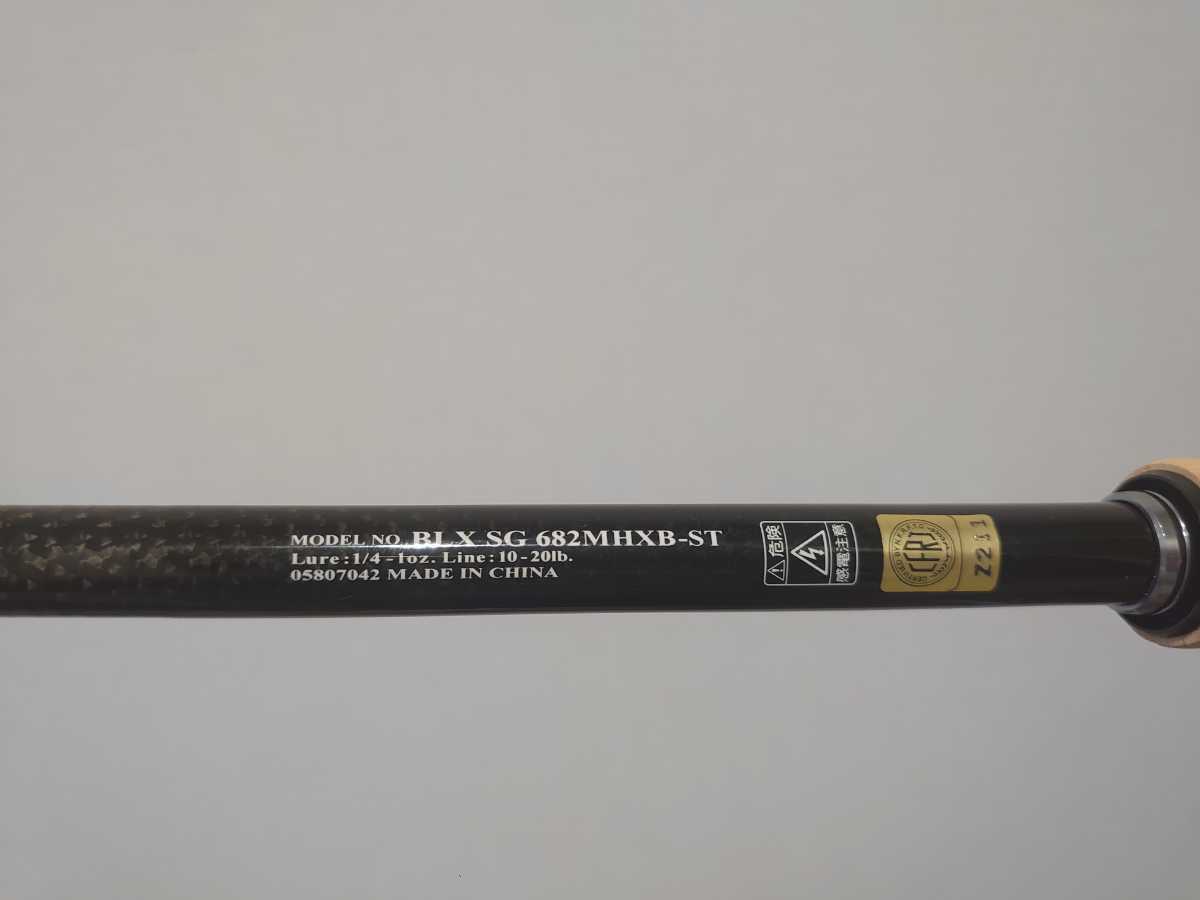 MODEL NO. BLX SG 682MHXB-ST
Lure:1/4-1oz. Line:10-20lb.
05807042 MADE IN CHINA
危険
感電注意
CERT
Z211